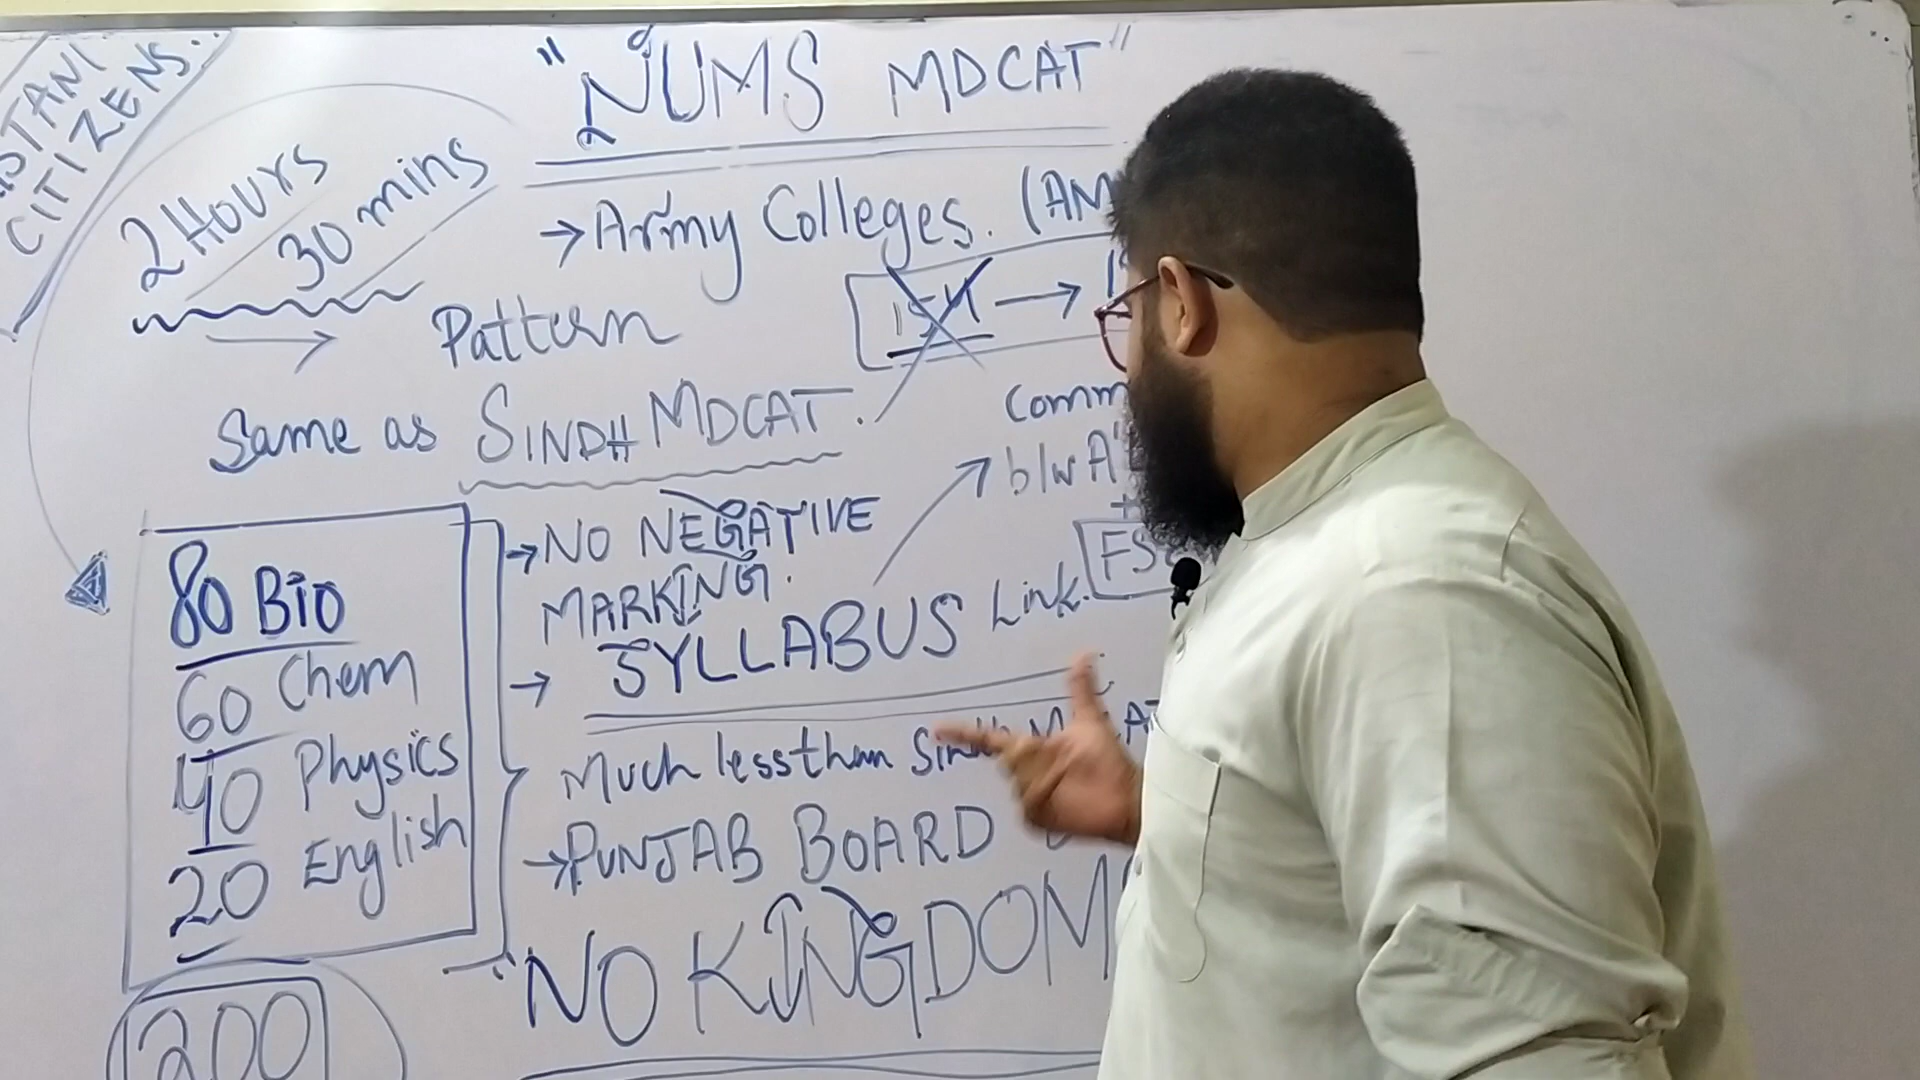 "NUMS MDCAT"
CITIZENS..
2 Hours
30 mins
→ Army Colleges. (AM
Pattern
Same as SINDH MDCAT.
b/w A'
80 Bio
60 Chem
40 Physics
20 English
200
→ NO NEGATIVE
MARKING.
→ SYLLABUS Link.
Much less than Sindh
→ PUNJAB BOARD
"NO KINGDOM